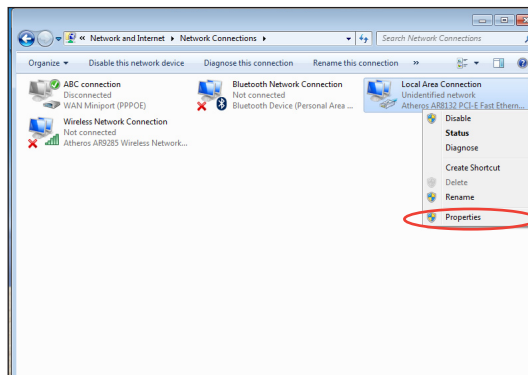 « Network and Internet ▸ Network Connections ▸
Search Network Connections
Organize ▾ Disable this network device Diagnose this connection Rename this connection »
ABC connection
Disconnected
WAN Miniport (PPPOE)
Bluetooth Network Connection
Not connected
Bluetooth Device (Personal Area ...
Local Area Connection
Unidentified network
Atheros AR8132 PCI-E Fast Ethern...
Wireless Network Connection
Not connected
Atheros AR9285 Wireless Network...
Disable
Status
Diagnose
Create Shortcut
Delete
Rename
Properties